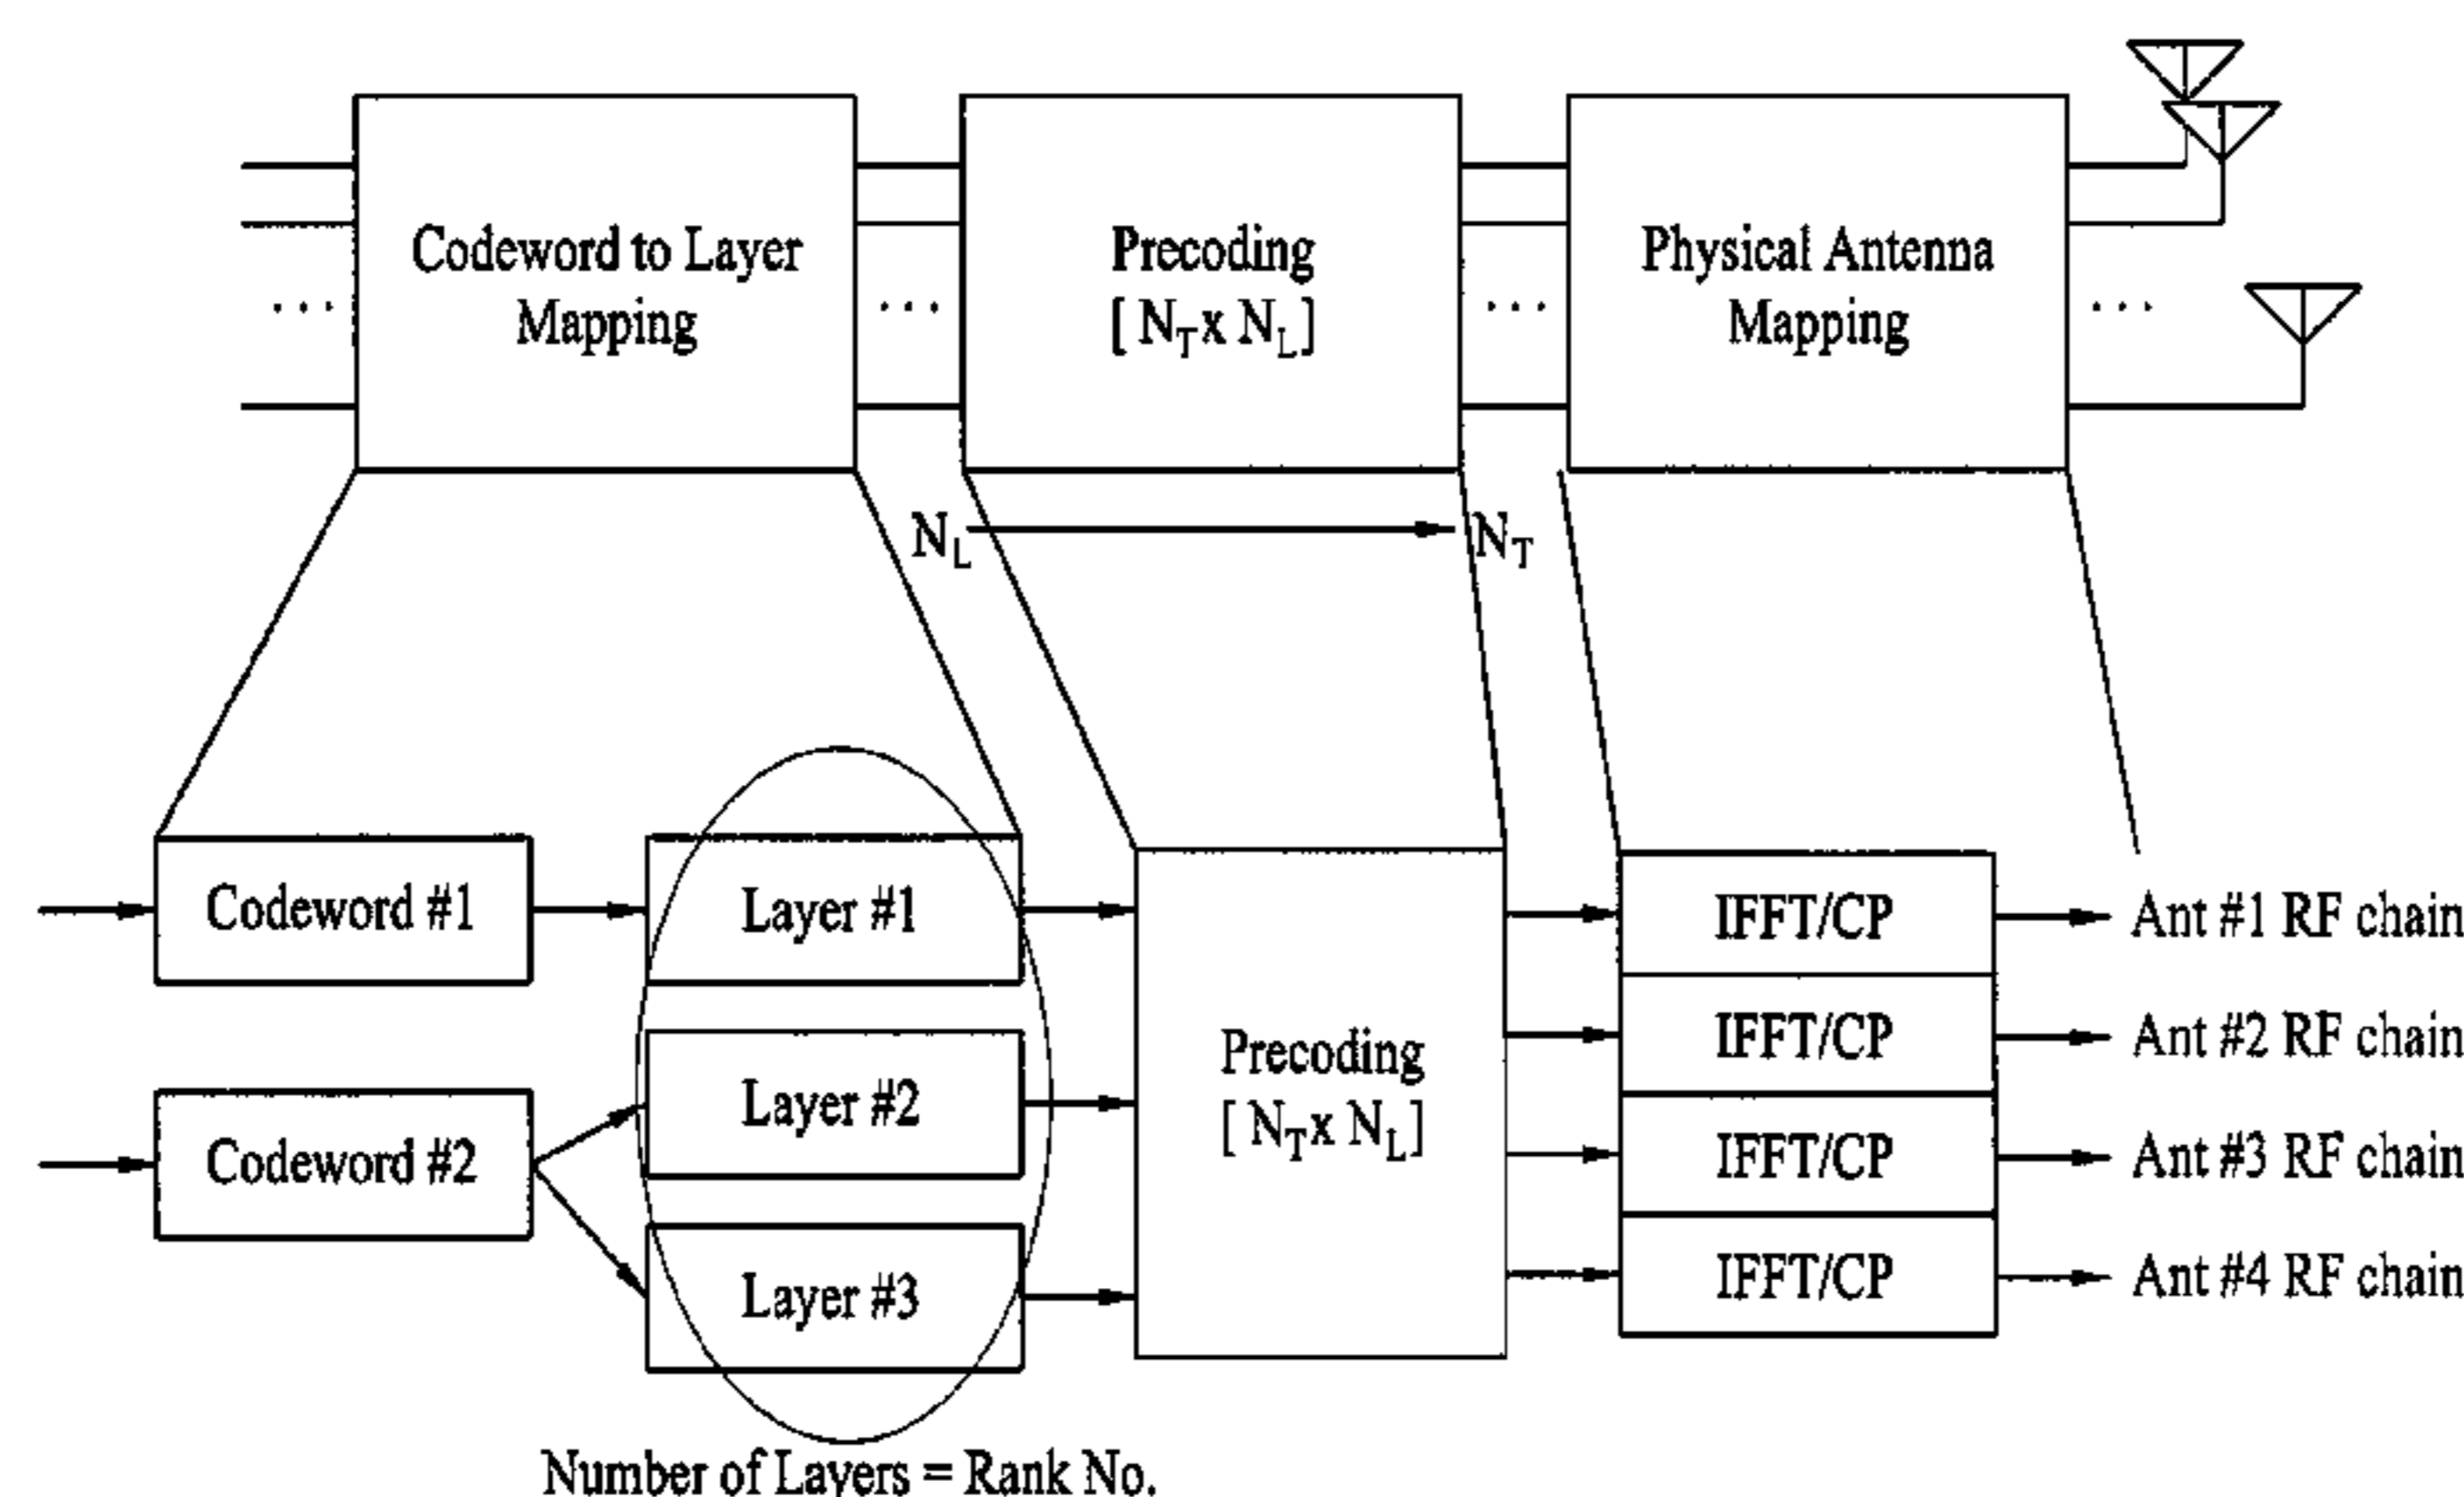 Codeword to Layer
Mapping
...
...
Precoding
[ N_T x N_L ]
...
Physical Antenna
Mapping
...
N_L
N_T
Codeword #1
Layer #1
IFFT/CP
Ant #1 RF chain
Layer #2
Precoding
[ N_T x N_L ]
IFFT/CP
Ant #2 RF chain
Codeword #2
IFFT/CP
Ant #3 RF chain
Layer #3
IFFT/CP
Ant #4 RF chain
Number of Layers = Rank No.